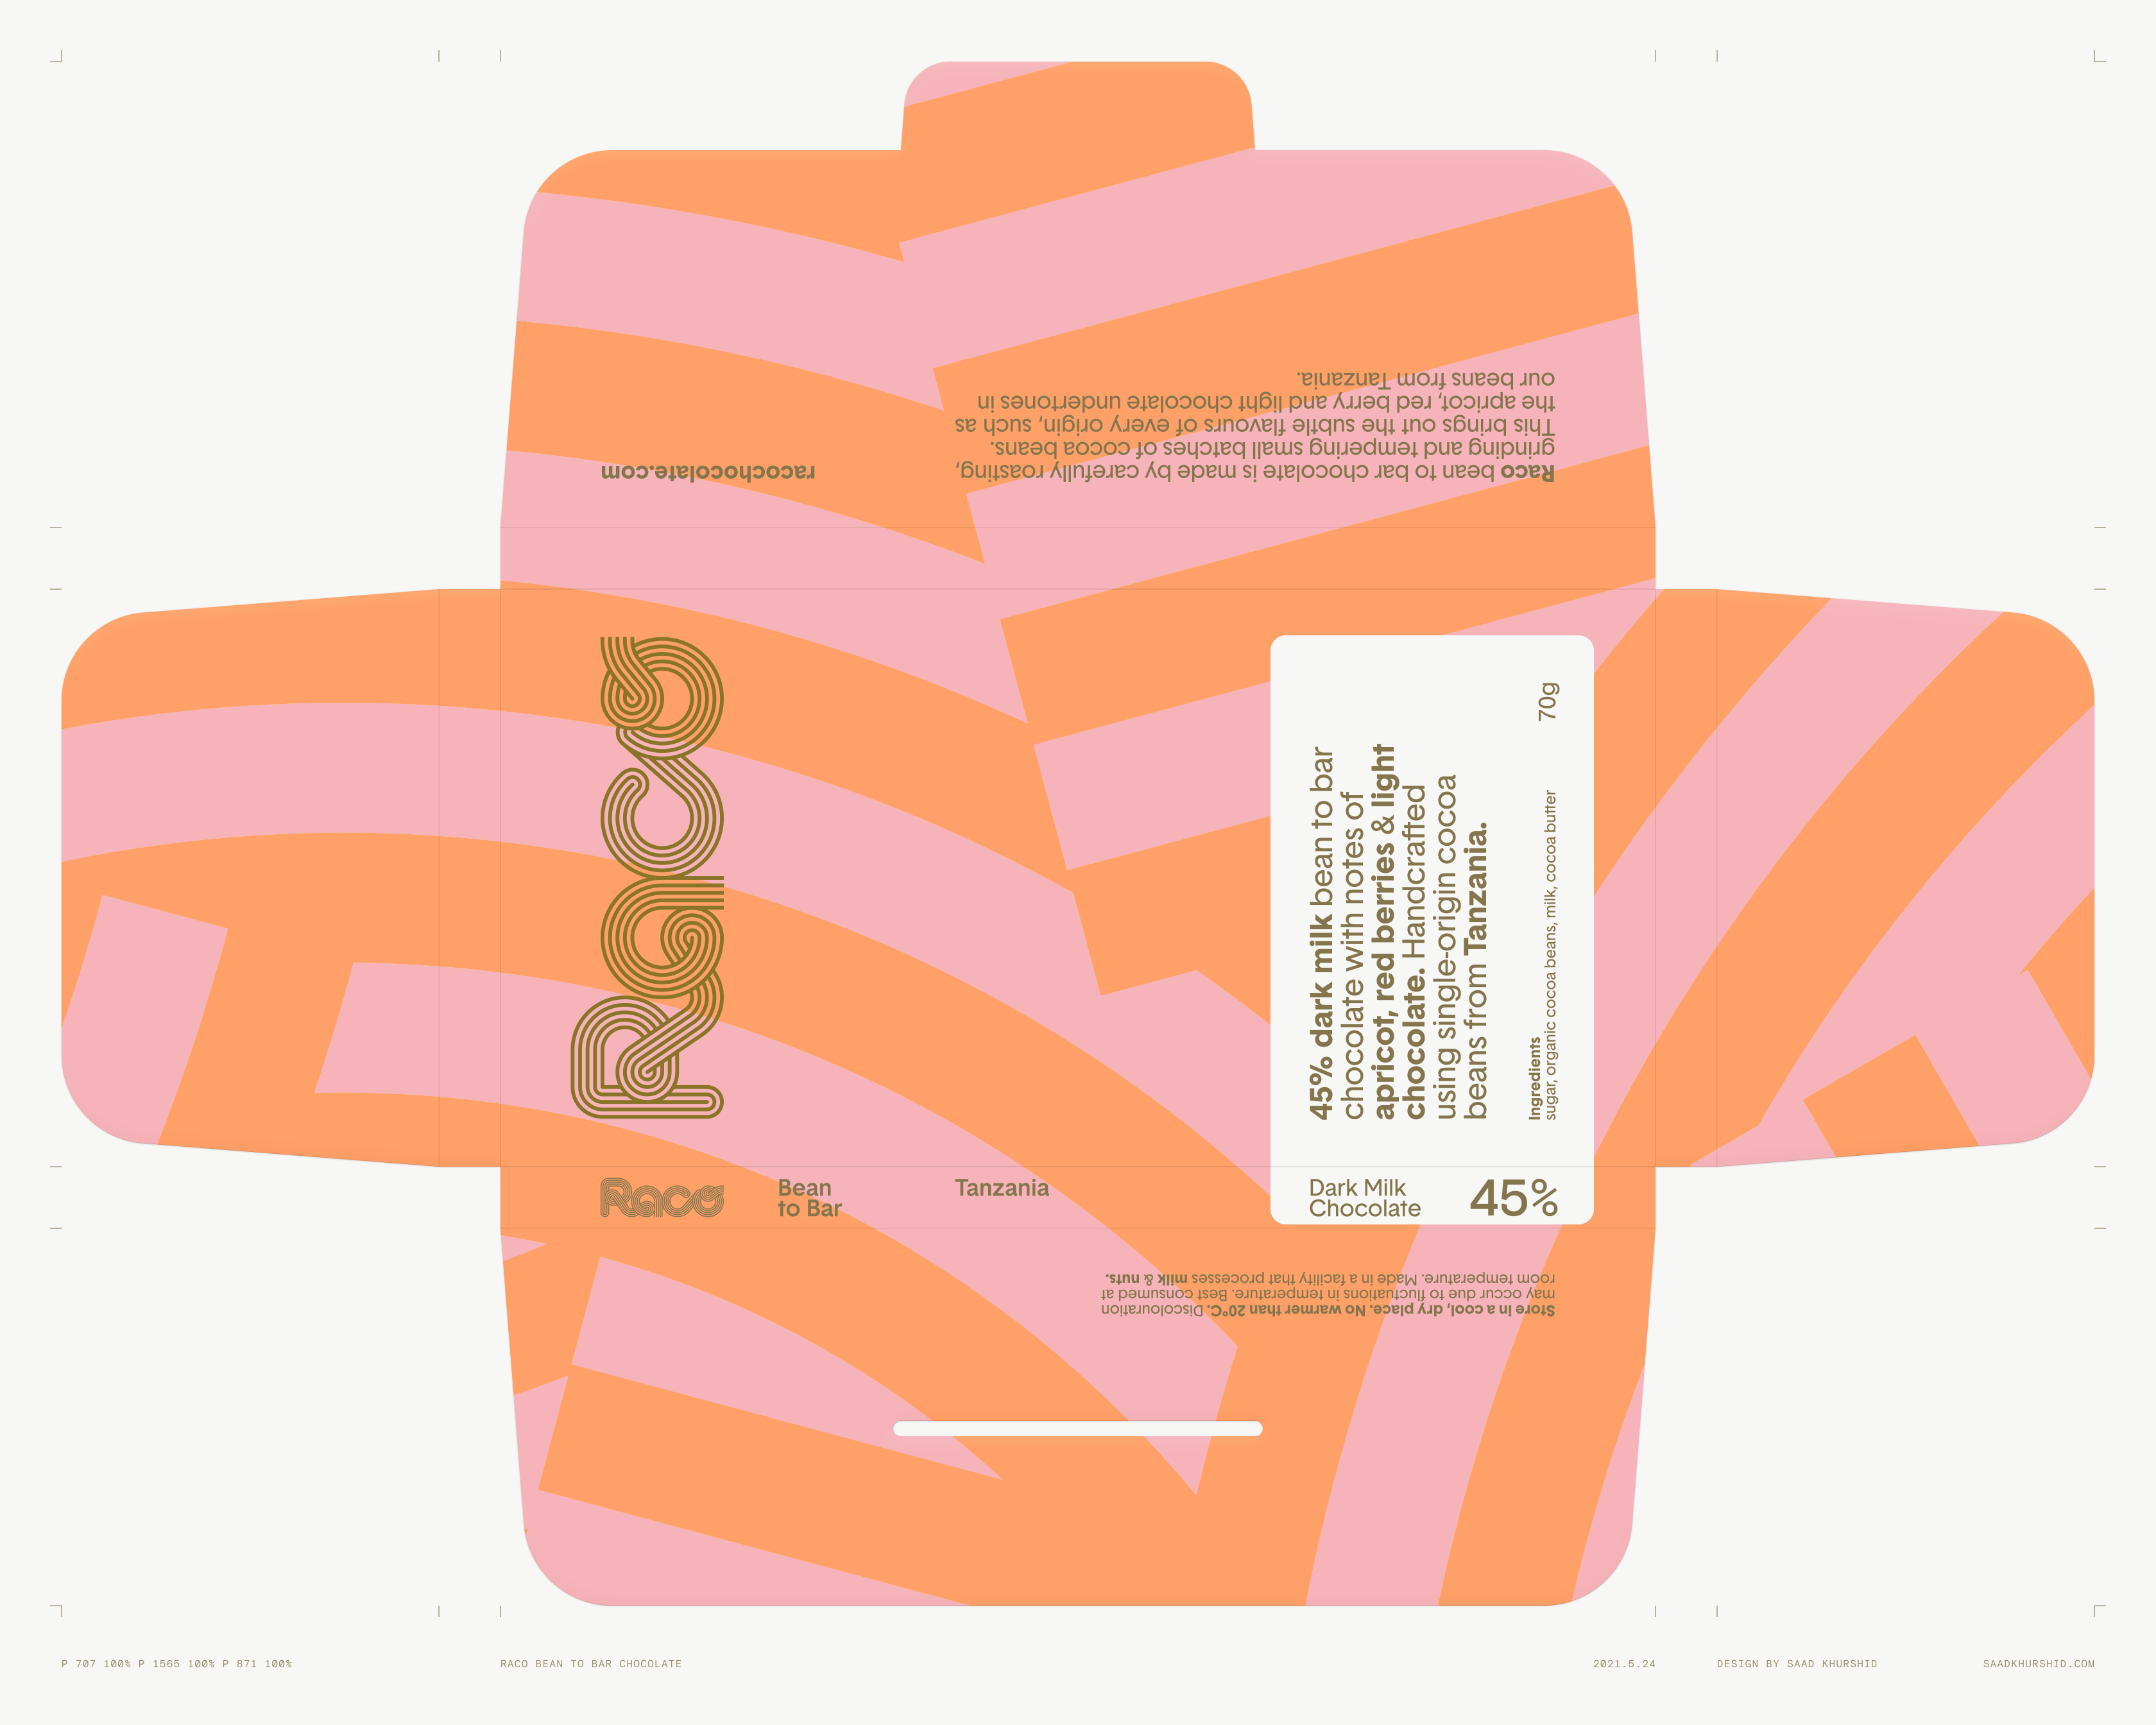 Raco bean to bar chocolate is made by carefully roasting,
grinding and tempering small batches of cocoa beans.
This brings out the subtle flavours of every origin, such as
the apricot, red berry and light chocolate undertones in
our beans from Tanzania.
racochocolate.com
Raco
45% dark milk bean to bar
chocolate with notes of
apricot, red berries & light
chocolate. Handcrafted
using single-origin cocoa
beans from Tanzania.
Ingredients
sugar, organic cocoa beans, milk, cocoa butter
70g
Raco
Bean
to Bar
Tanzania
Dark Milk
Chocolate
45%
Store in a cool, dry place. No warmer than 20°C. Discolouration
may occur due to fluctuations in temperature. Best consumed at
room temperature. Made in a facility that processes milk & nuts.
P 707 100% P 1565 100% P 871 100%
RACO BEAN TO BAR CHOCOLATE
2021.5.24
DESIGN BY SAAD KHURSHID
SAADKHURSHID.COM